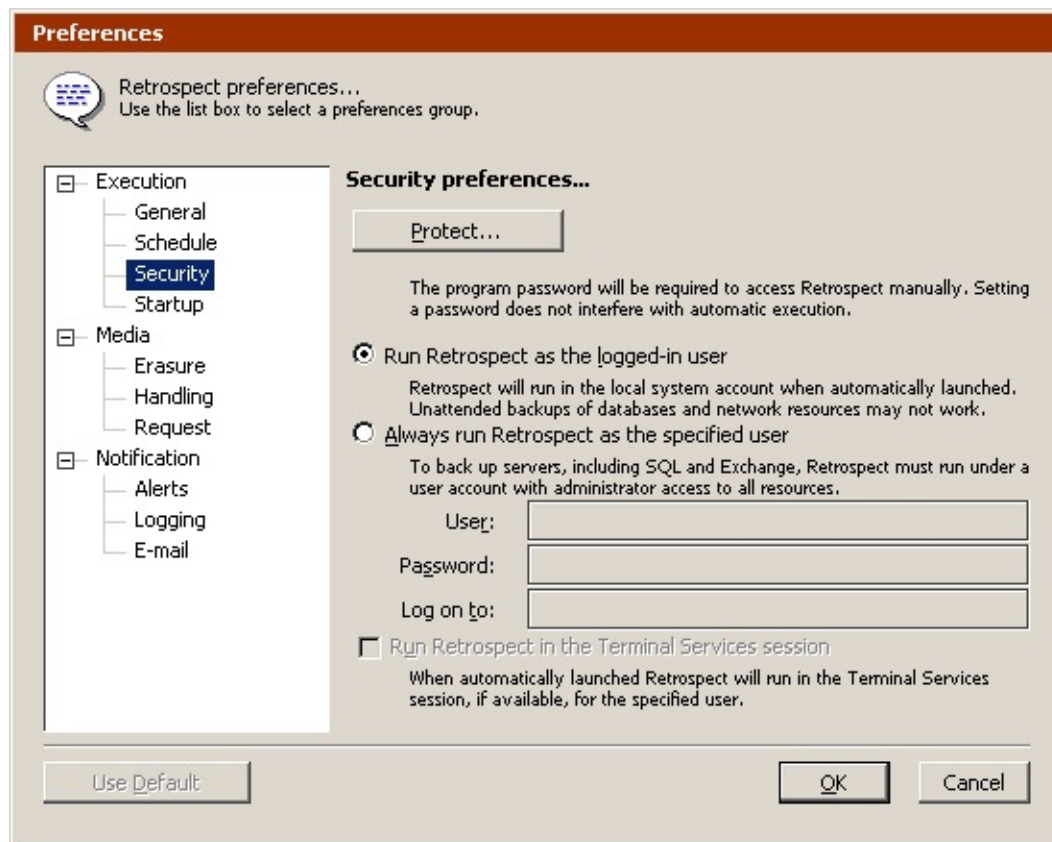 Preferences
Retrospect preferences...
Use the list box to select a preferences group.
Execution
General
Schedule
Security
Startup
Media
Erasure
Handling
Request
Notification
Alerts
Logging
E-mail
Security preferences...
Protect...
The program password will be required to access Retrospect manually. Setting
a password does not interfere with automatic execution.
Run Retrospect as the logged-in user
Retrospect will run in the local system account when automatically launched.
Unattended backups of databases and network resources may not work.
Always run Retrospect as the specified user
To back up servers, including SQL and Exchange, Retrospect must run under a
user account with administrator access to all resources.
User:
Password:
Log on to:
Run Retrospect in the Terminal Services session
When automatically launched Retrospect will run in the Terminal Services
session, if available, for the specified user.
Use Default
OK
Cancel